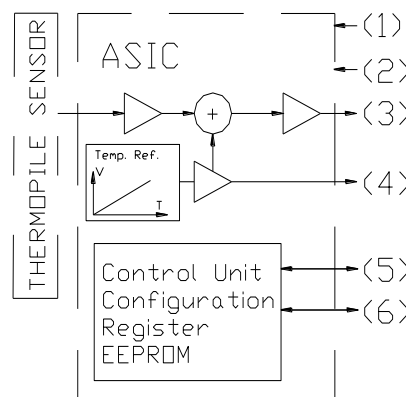 THERMOPILE SENSOR
ASIC
(1)
(2)
+
(3)
Temp. Ref.
V
T
(4)
Control Unit
Configuration
Register
EEPROM
(5)
(6)